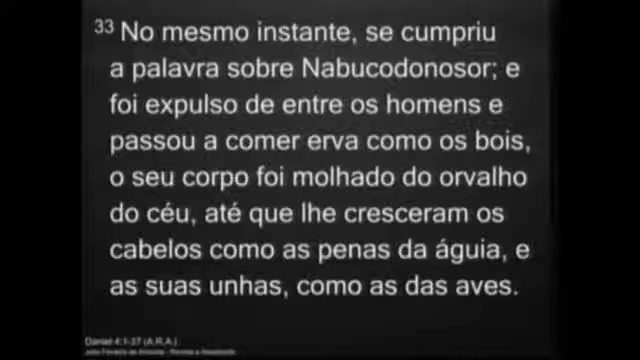 33 No mesmo instante, se cumpriu
a palavra sobre Nabucodonosor; e
foi expulso de entre os homens e
passou a comer erva como os bois,
o seu corpo foi molhado do orvalho
do céu, até que lhe cresceram os
cabelos como as penas da águia, e
as suas unhas, como as das aves.
Daniel 4:1-37 (A.R.A.)